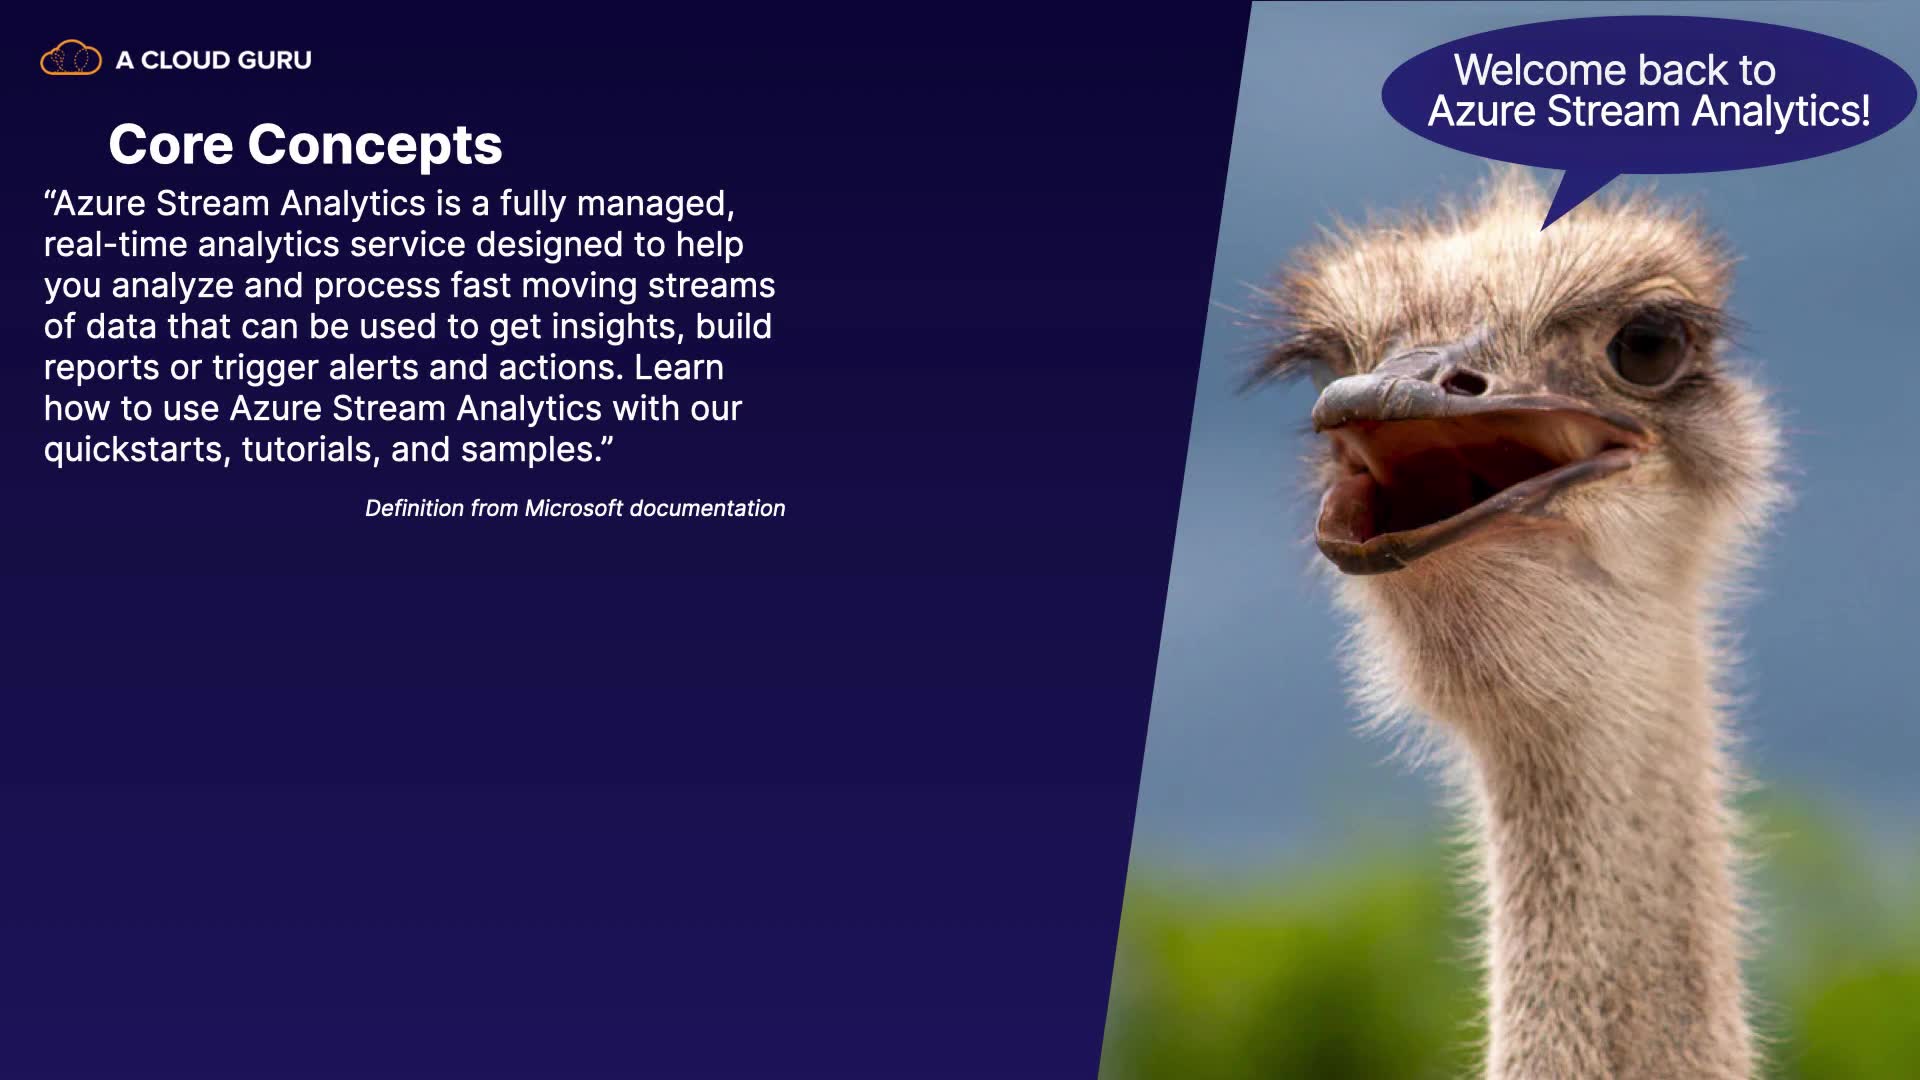 A CLOUD GURU
Core Concepts
“Azure Stream Analytics is a fully managed,
real-time analytics service designed to help
you analyze and process fast moving streams
of data that can be used to get insights, build
reports or trigger alerts and actions. Learn
how to use Azure Stream Analytics with our
quickstarts, tutorials, and samples.”
Definition from Microsoft documentation
Welcome back to
Azure Stream Analytics!